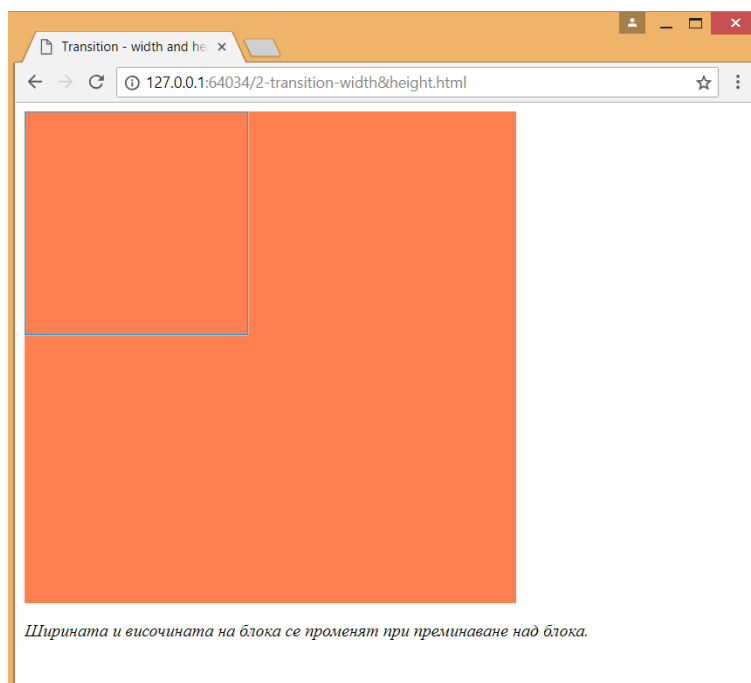 Transition - width and he
127.0.0.1:64034/2-transition-width&height.html
Ширината и височината на блока се променят при преминаване над блока.